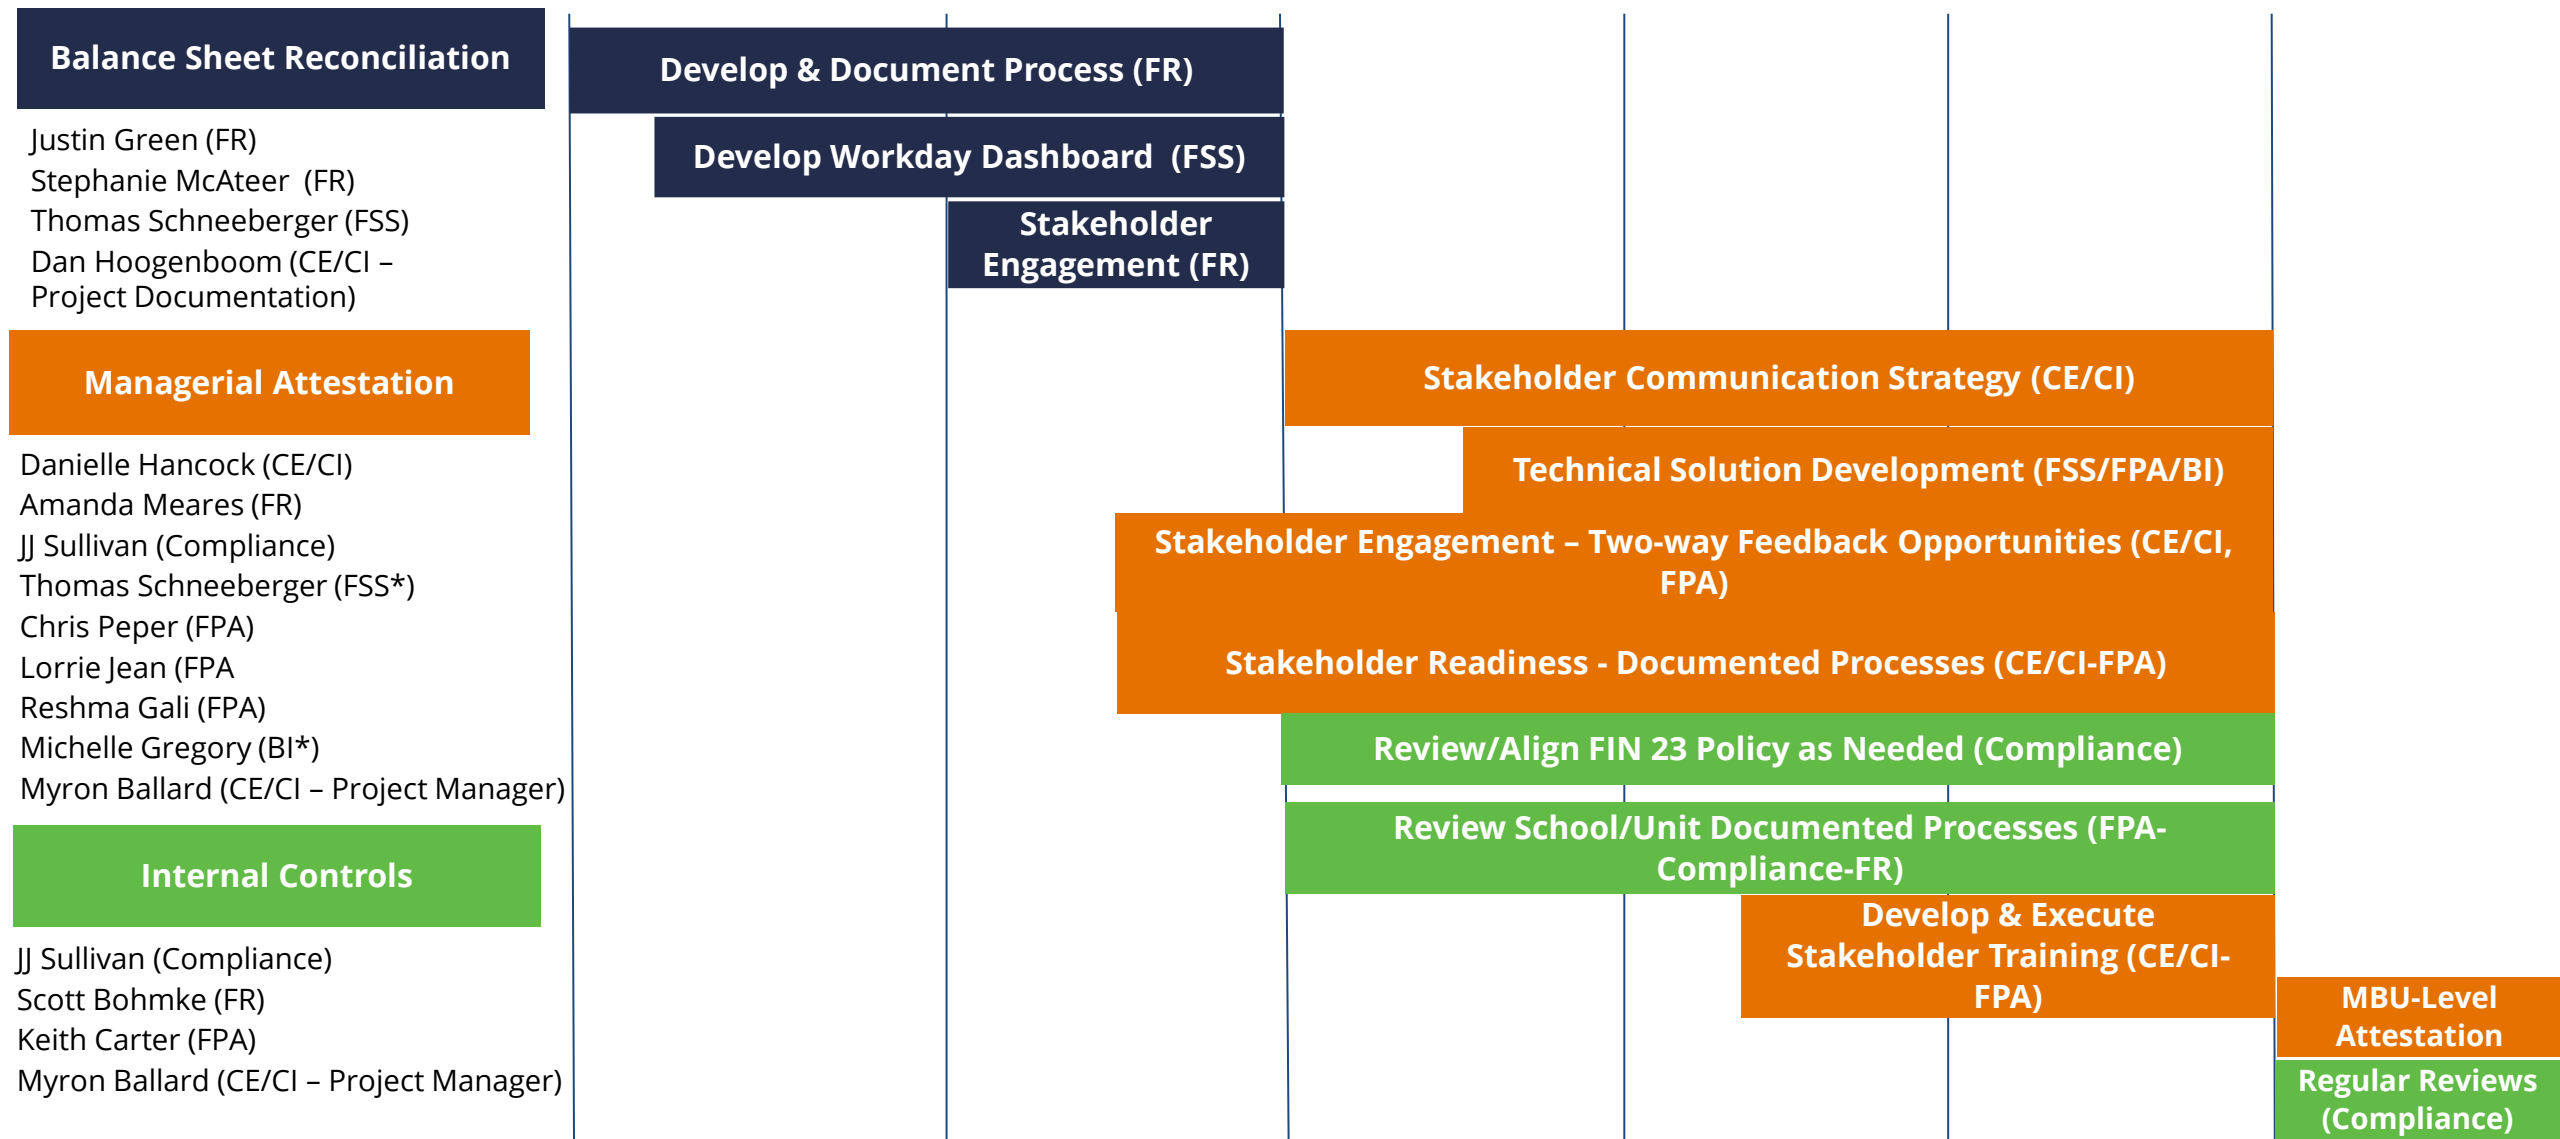 Balance Sheet Reconciliation
Justin Green (FR)
Stephanie McAteer  (FR)
Thomas Schneeberger (FSS)
Dan Hoogenboom (CE/CI –
Project Documentation)
Managerial Attestation
Danielle Hancock (CE/CI)
Amanda Meares (FR)
JJ Sullivan (Compliance)
Thomas Schneeberger (FSS*)
Chris Peper (FPA)
Lorrie Jean (FPA
Reshma Gali (FPA)
Michelle Gregory (BI*)
Myron Ballard (CE/CI – Project Manager)
Internal Controls
JJ Sullivan (Compliance)
Scott Bohmke (FR)
Keith Carter (FPA)
Myron Ballard (CE/CI – Project Manager)
Develop & Document Process (FR)
Develop Workday Dashboard  (FSS)
Stakeholder
Engagement (FR)
Stakeholder Communication Strategy (CE/CI)
Technical Solution Development (FSS/FPA/BI)
Stakeholder Engagement – Two-way Feedback Opportunities (CE/CI,
FPA)
Stakeholder Readiness - Documented Processes (CE/CI-FPA)
Review/Align FIN 23 Policy as Needed (Compliance)
Review School/Unit Documented Processes (FPA-
Compliance-FR)
Develop & Execute
Stakeholder Training (CE/CI-
FPA)
MBU-Level
Attestation
Regular Reviews
(Compliance)